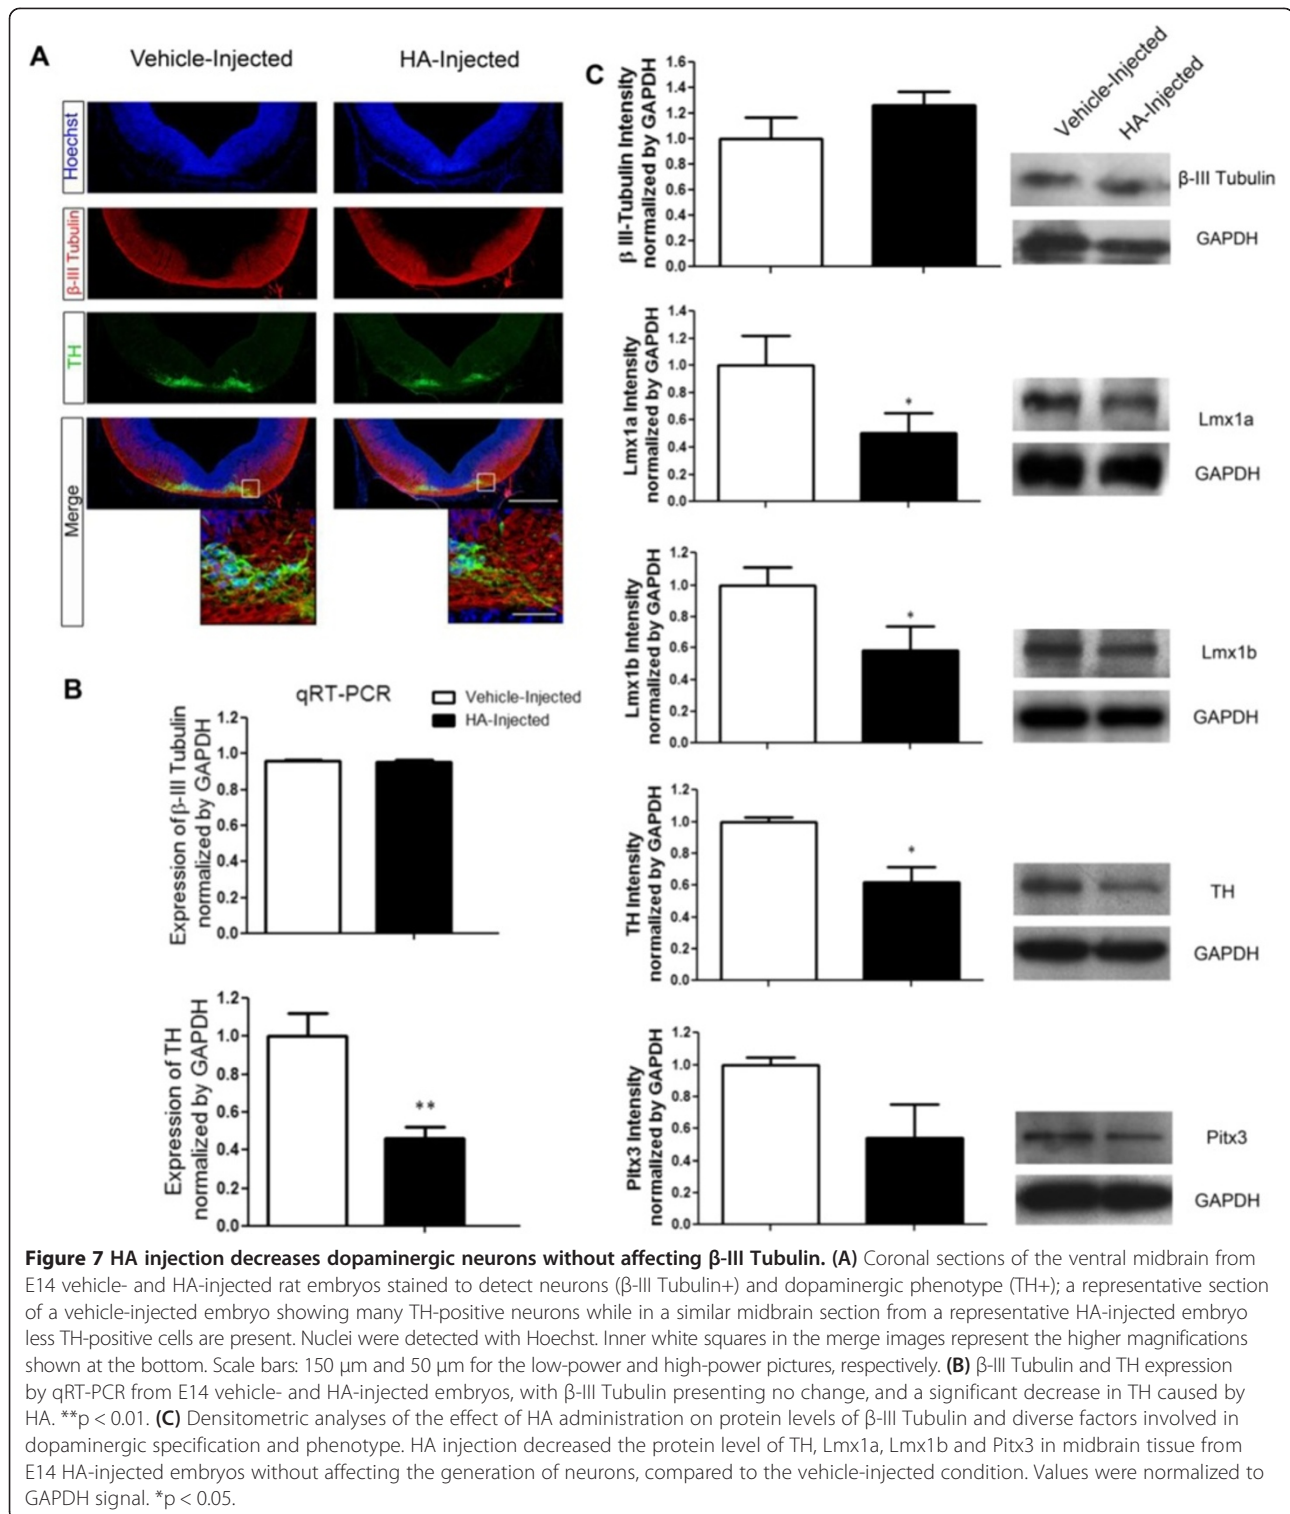 A
Vehicle-Injected
HA-Injected
Hoechst
β-III Tubulin
TH
Merge
B
qRT-PCR
Vehicle-Injected
HA-Injected
Expression of β-III Tubulin
normalized by GAPDH
1.2
1.0
0.8
0.6
0.4
0.2
0.0
Expression of TH
normalized by GAPDH
1.2
1.0
0.8
0.6
0.4
0.2
0.0
**
C
β III-Tubulin Intensity
normalized by GAPDH
1.6
1.4
1.2
1.0
0.8
0.6
0.4
0.2
0.0
Vehicle-Injected
HA-Injected
β-III Tubulin
GAPDH
Lmx1a Intensity
normalized by GAPDH
1.4
1.2
1.0
0.8
0.6
0.4
0.2
0.0
*
Lmx1a
GAPDH
Lmx1b Intensity
normalized by GAPDH
1.2
1.0
0.8
0.6
0.4
0.2
0.0
*
Lmx1b
GAPDH
TH Intensity
normalized by GAPDH
1.2
1.0
0.8
0.6
0.4
0.2
0.0
*
TH
GAPDH
Pitx3 Intensity
normalized by GAPDH
1.2
1.0
0.8
0.6
0.4
0.2
0.0
Pitx3
GAPDH
Figure 7 HA injection decreases dopaminergic neurons without affecting β-III Tubulin. (A) Coronal sections of the ventral midbrain from
E14 vehicle- and HA-injected rat embryos stained to detect neurons (β-III Tubulin+) and dopaminergic phenotype (TH+); a representative section
of a vehicle-injected embryo showing many TH-positive neurons while in a similar midbrain section from a representative HA-injected embryo
less TH-positive cells are present. Nuclei were detected with Hoechst. Inner white squares in the merge images represent the higher magnifications
shown at the bottom. Scale bars: 150 μm and 50 μm for the low-power and high-power pictures, respectively. (B) β-III Tubulin and TH expression
by qRT-PCR from E14 vehicle- and HA-injected embryos, with β-III Tubulin presenting no change, and a significant decrease in TH caused by
HA. **p < 0.01. (C) Densitometric analyses of the effect of HA administration on protein levels of β-III Tubulin and diverse factors involved in
dopaminergic specification and phenotype. HA injection decreased the protein level of TH, Lmx1a, Lmx1b and Pitx3 in midbrain tissue from
E14 HA-injected embryos without affecting the generation of neurons, compared to the vehicle-injected condition. Values were normalized to
GAPDH signal. *p < 0.05.